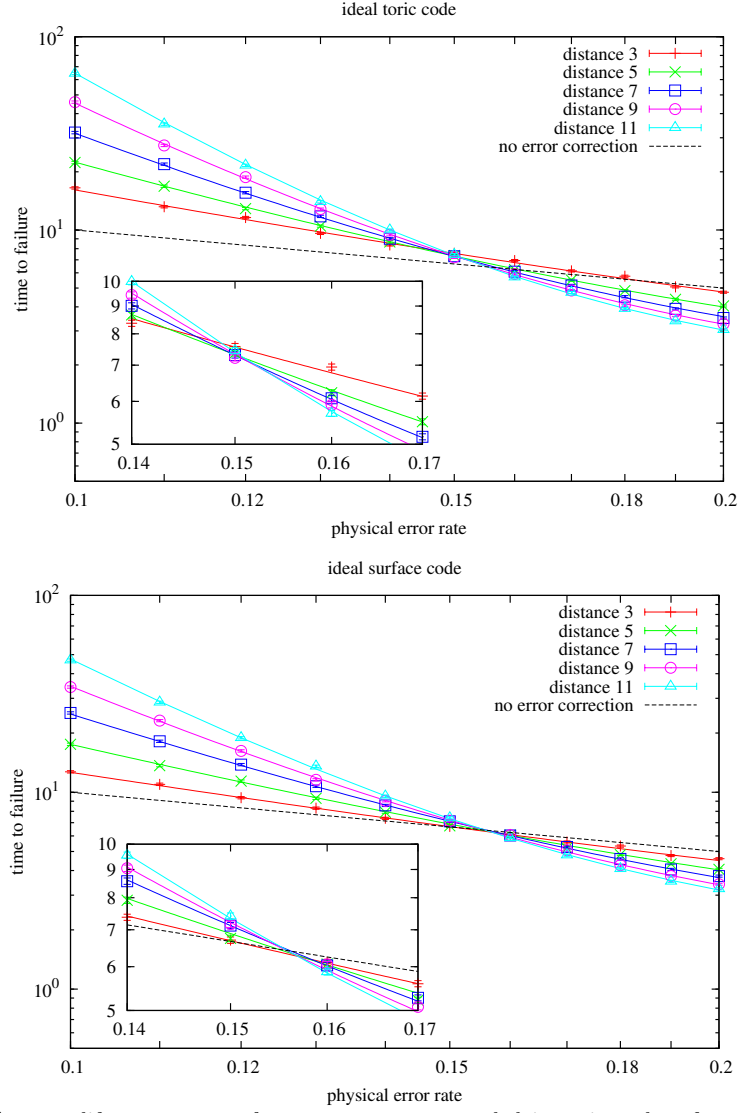 ideal toric code
10^2
10^1
10^0
time to failure
distance 3
distance 5
distance 7
distance 9
distance 11
no error correction
10
9
8
7
6
5
0.14 0.15 0.16 0.17
0.1 0.12 0.15 0.18 0.2
physical error rate
ideal surface code
10^2
10^1
10^0
time to failure
distance 3
distance 5
distance 7
distance 9
distance 11
no error correction
10
9
8
7
6
5
0.14 0.15 0.16 0.17
0.1 0.12 0.15 0.18 0.2
physical error rate